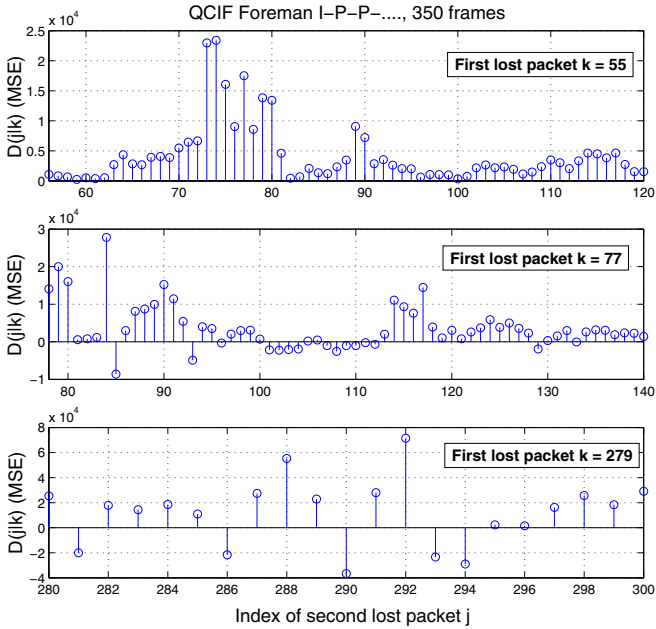 QCIF Foreman I-P-P-...., 350 frames
x 10^4
2.5
2
1.5
1
0.5
0
D(j|k) (MSE)
First lost packet k = 55
60 70 80 90 100 110 120
x 10^4
3
2
1
0
−1
D(j|k) (MSE)
First lost packet k = 77
80 90 100 110 120 130 140
x 10^4
8
6
4
2
0
−2
−4
D(j|k) (MSE)
First lost packet k = 279
280 282 284 286 288 290 292 294 296 298 300
Index of second lost packet j